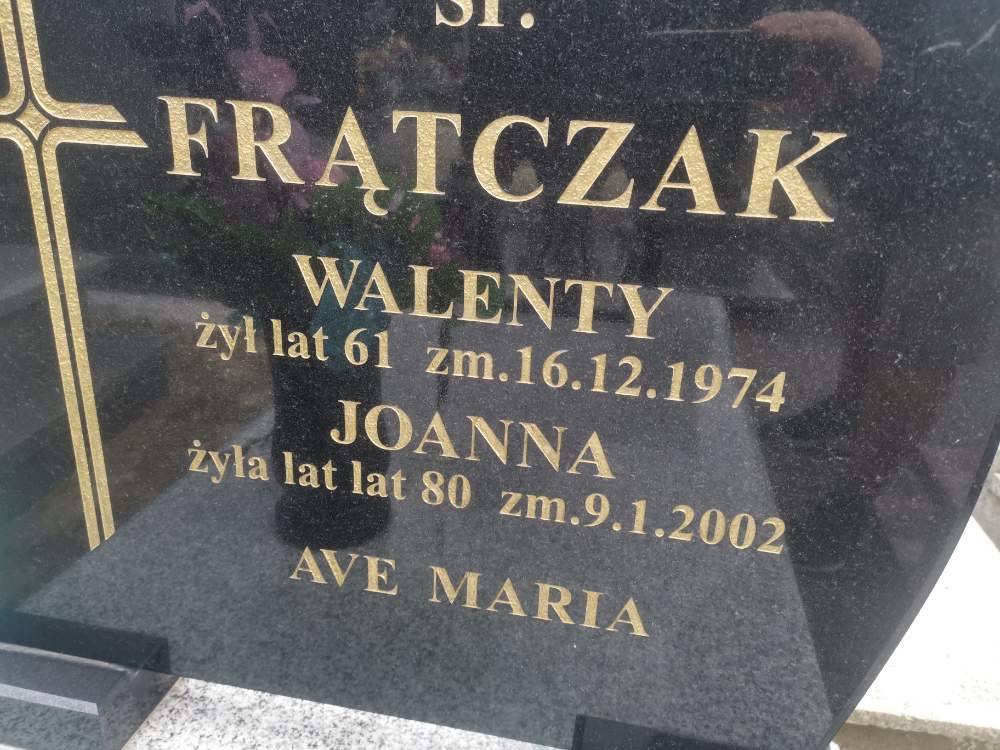 FRĄTCZAK
WALENTY
żył lat 61 zm.16.12.1974
JOANNA
żyła lat lat 80 zm.9.1.2002
AVE MARIA